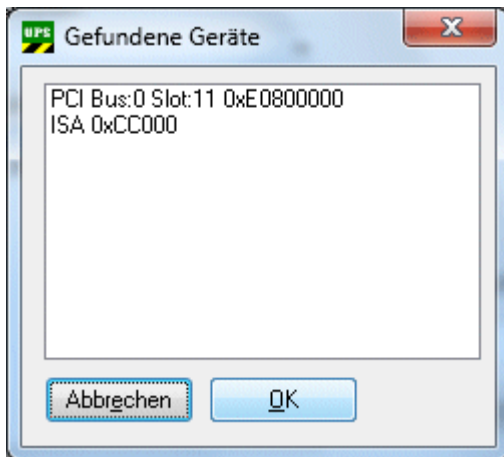 UPS Gefundene Geräte X
PCI Bus:0 Slot:11 0xE0800000
ISA 0xCC000
Abbrechen OK